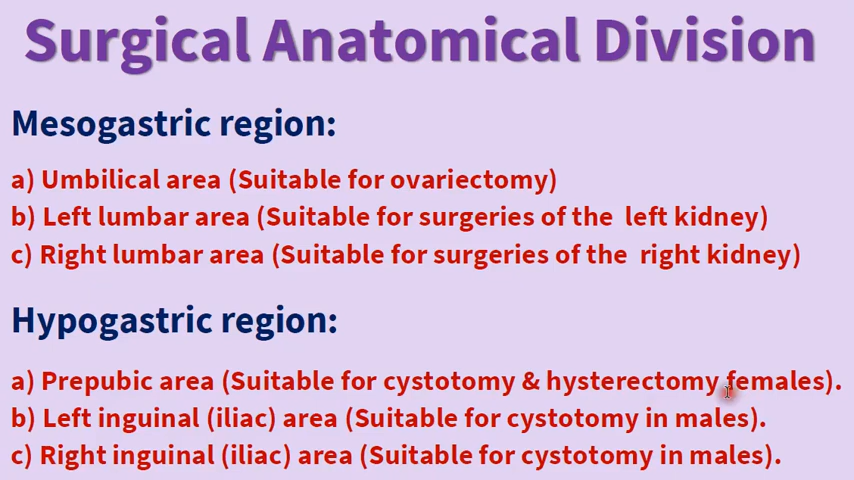 Surgical Anatomical Division
Mesogastric region:
a) Umbilical area (Suitable for ovariectomy)
b) Left lumbar area (Suitable for surgeries of the left kidney)
c) Right lumbar area (Suitable for surgeries of the right kidney)
Hypogastric region:
a) Prepubic area (Suitable for cystotomy & hysterectomy females).
b) Left inguinal (iliac) area (Suitable for cystotomy in males).
c) Right inguinal (iliac) area (Suitable for cystotomy in males).